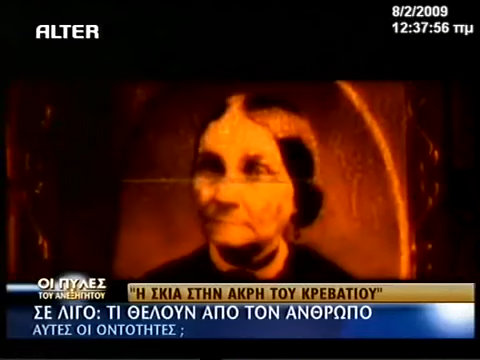 ALTER
8/2/2009
12:37:56 πμ
ΟΙ ΠΥΛΕΣ
ΤΟΥ ΑΝΕΞΗΓΗΤΟΥ
"Η ΣΚΙΑ ΣΤΗΝ ΑΚΡΗ ΤΟΥ ΚΡΕΒΑΤΙΟΥ"
ΣΕ ΛΙΓΟ: ΤΙ ΘΕΛΟΥΝ ΑΠΟ ΤΟΝ ΑΝΘΡΩΠΟ
ΑΥΤΕΣ ΟΙ ΟΝΤΟΤΗΤΕΣ ;